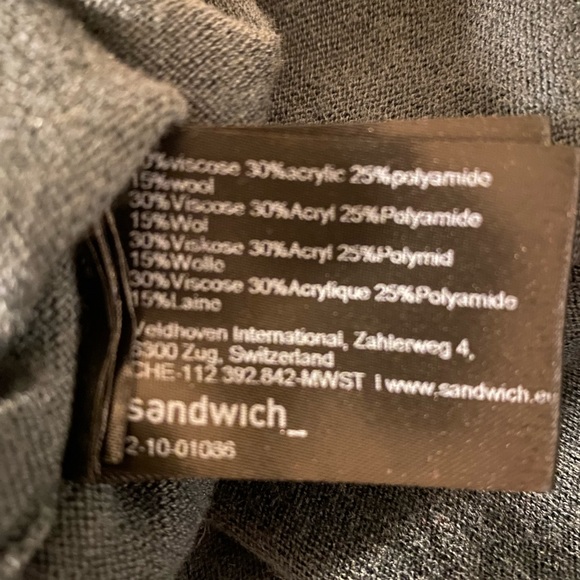 0%viscose 30%acrylic 25%polyamide
15%wool
30%Viscose 30%Acryl 25%Polyamide
15%Wol
30%Viskose 30%Acryl 25%Polymid
15%Wolle
30%Viscose 30%Acrylique 25%Polyamide
15%Laine
Veldhoven International, Zahlerweg 4,
6300 Zug, Switzerland
CHE-112.392.842-MWST | www.sandwich.eu
sandwich_
2-10-01086